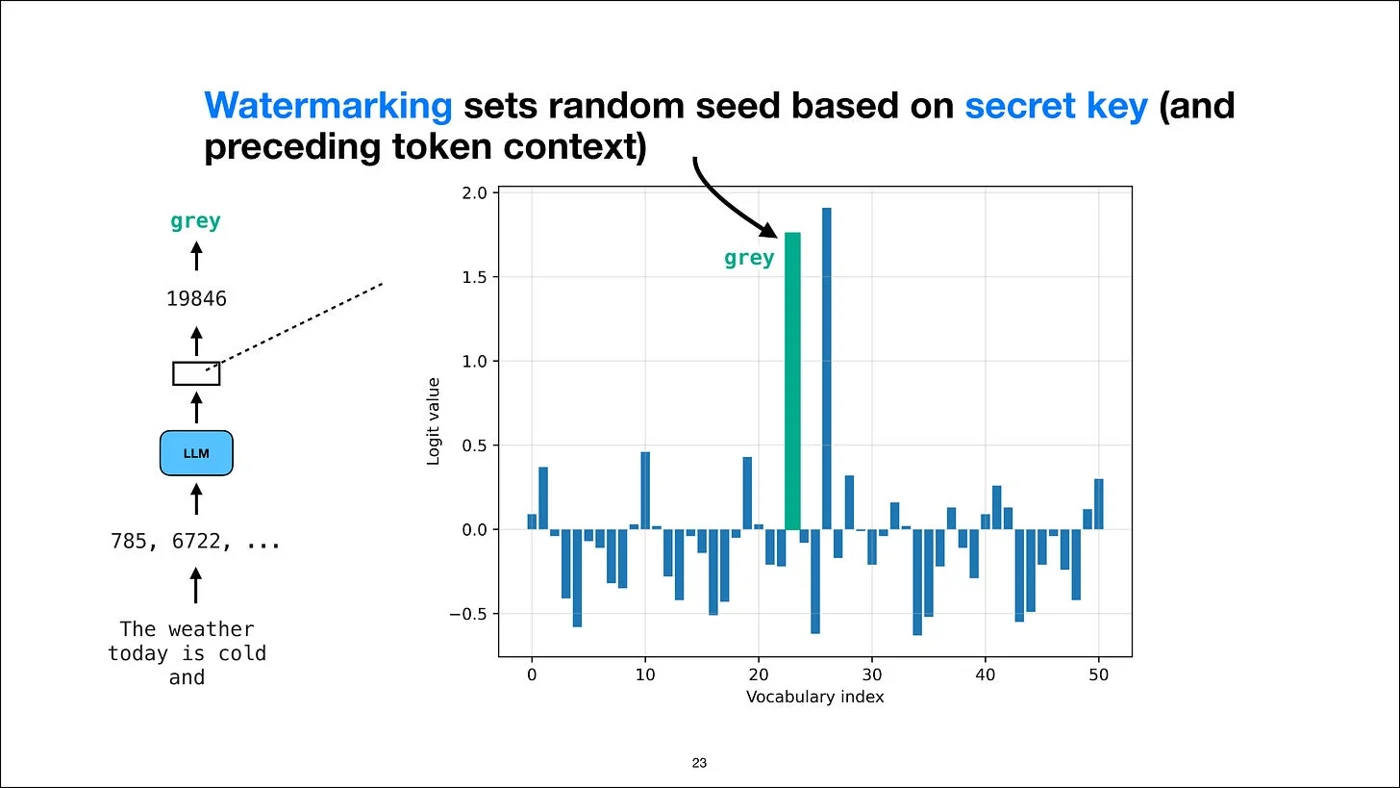 Watermarking sets random seed based on secret key (and
preceding token context)
grey
19846
LLM
785, 6722, ...
The weather
today is cold
and
grey
Logit value
2.0
1.5
1.0
0.5
0.0
−0.5
0 10 20 30 40 50
Vocabulary index
23